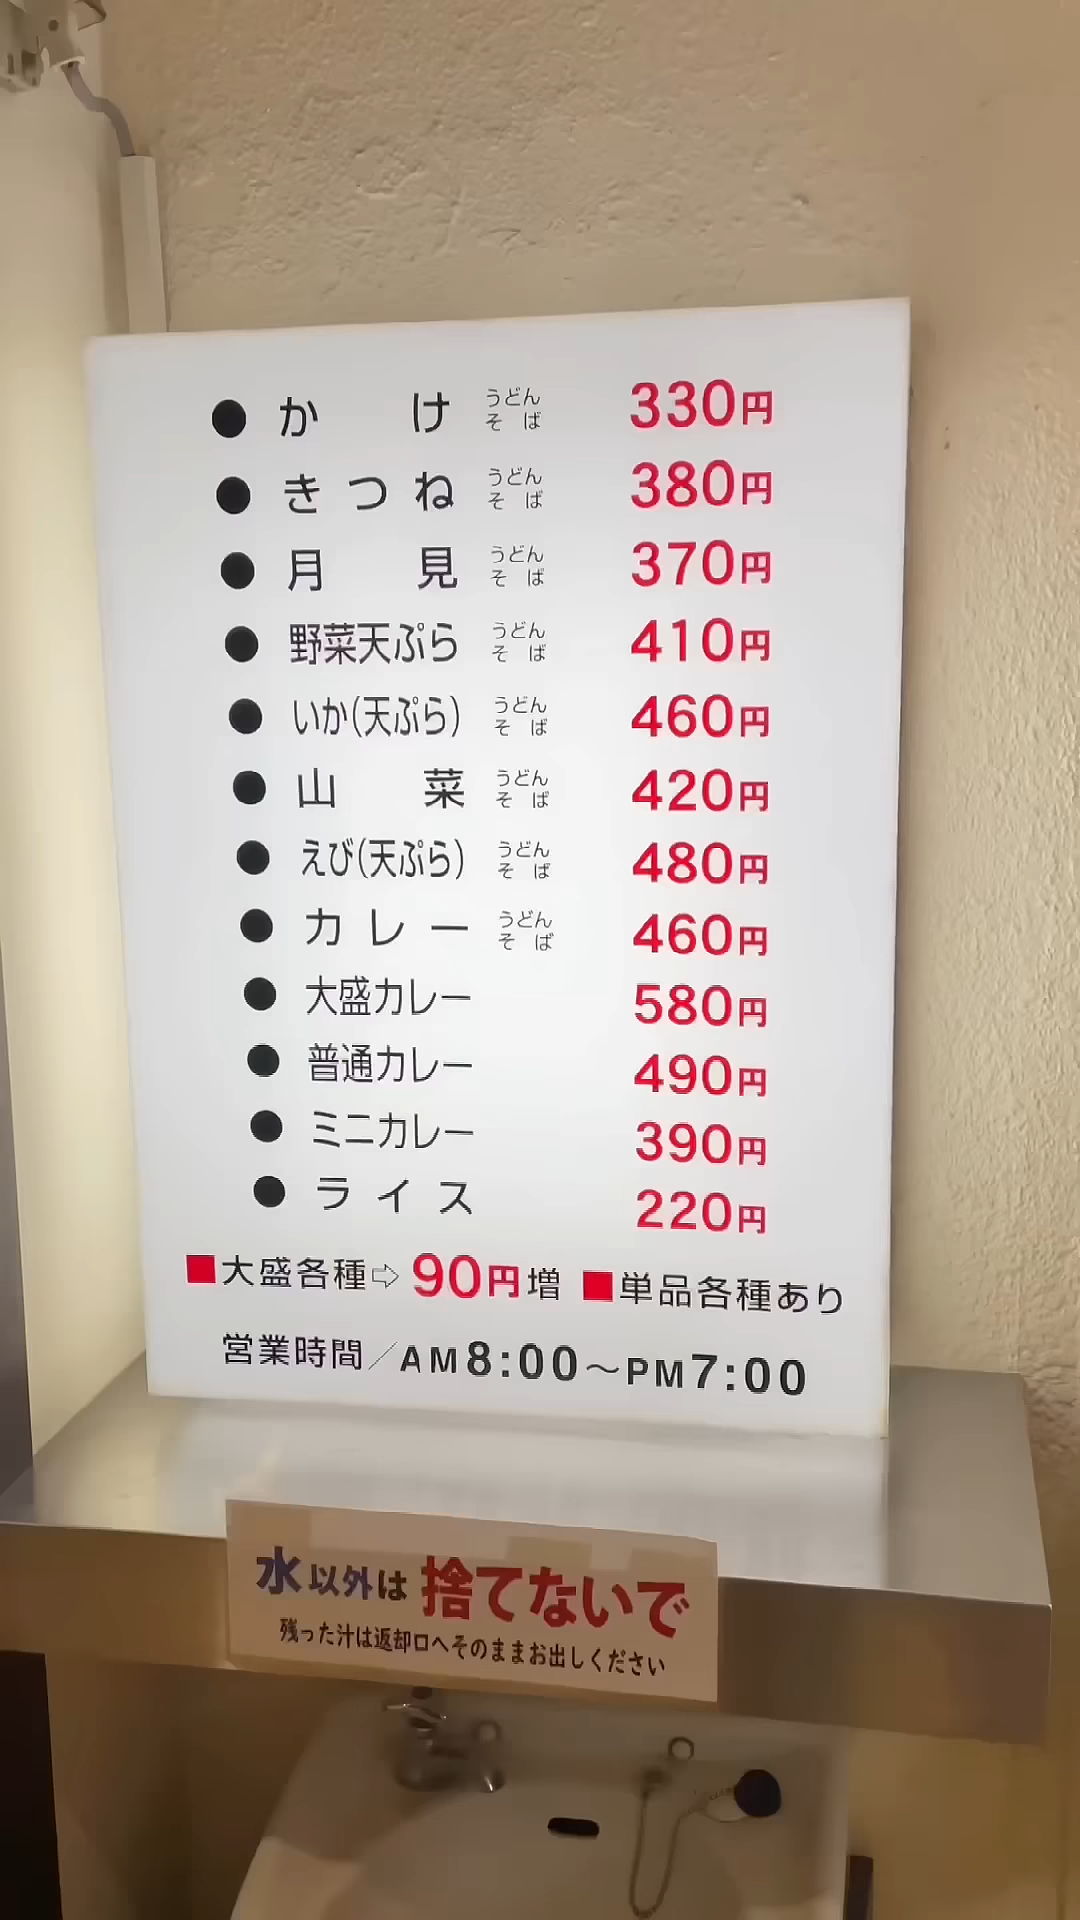 ● かけ うどん そば 330円
● きつね うどん そば 380円
● 月見 うどん そば 370円
● 野菜天ぷら うどん そば 410円
● いか(天ぷら) うどん そば 460円
● 山菜 うどん そば 420円
● えび(天ぷら) うどん そば 480円
● カレー うどん そば 460円
● 大盛カレー 580円
● 普通カレー 490円
● ミニカレー 390円
● ライス 220円
■大盛各種⇨90円増 ■単品各種あり
営業時間／AM8:00～PM7:00
水以外は捨てないで
残った汁は返却口へそのままお出しください